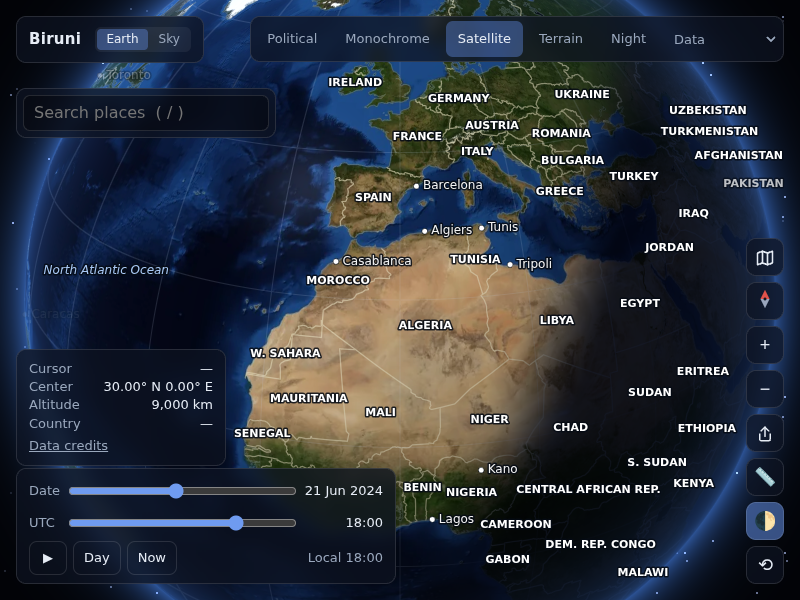 Biruni
Earth
Sky
Political
Monochrome
Satellite
Terrain
Night
Data
Toronto
Search places ( / )
IRELAND
GERMANY
UKRAINE
UZBEKISTAN
FRANCE
AUSTRIA
ROMANIA
TURKMENISTAN
ITALY
BULGARIA
AFGHANISTAN
SPAIN
Barcelona
GREECE
TURKEY
PAKISTAN
IRAQ
Algiers
Tunis
JORDAN
North Atlantic Ocean
Casablanca
TUNISIA
Tripoli
MOROCCO
EGYPT
Caracas
ALGERIA
LIBYA
+
W. SAHARA
Cursor —
Center 30.00° N 0.00° E
Altitude 9,000 km
Country —
Data credits
ERITREA
MAURITANIA
MALI
NIGER
SUDAN
−
SENEGAL
CHAD
ETHIOPIA
Kano
S. SUDAN
BENIN
NIGERIA
CENTRAL AFRICAN REP.
KENYA
Lagos
CAMEROON
DEM. REP. CONGO
GABON
MALAWI
Date 21 Jun 2024
UTC 18:00
Day
Now
Local 18:00